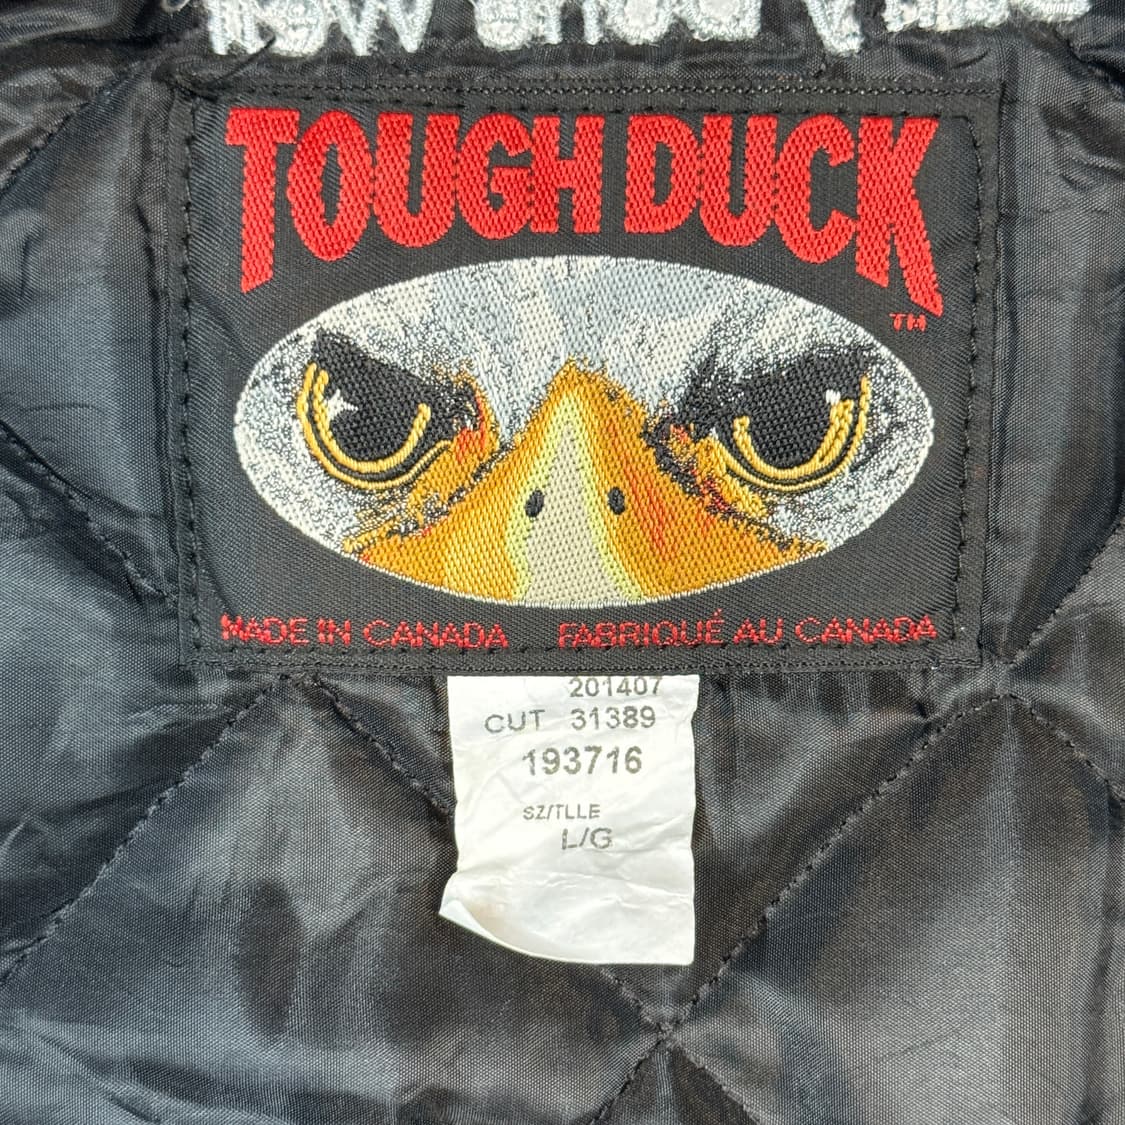 TOUGH DUCK
TM
MADE IN CANADA FABRIQUÉ AU CANADA
201407
CUT 31389
193716
SZ/TLLE
L/G